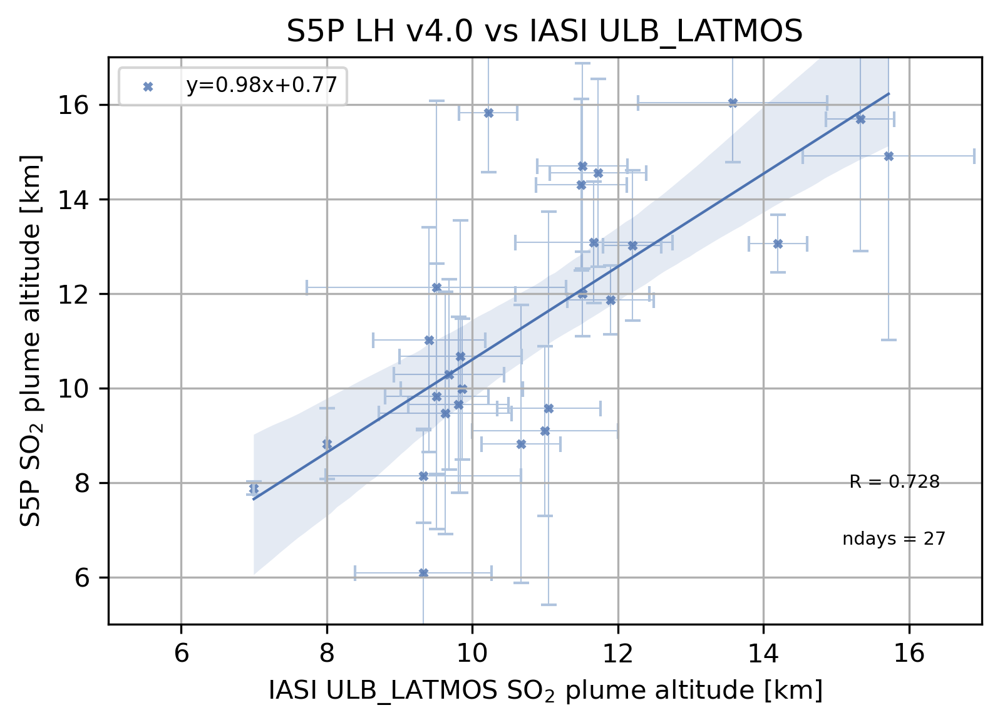 S5P LH v4.0 vs IASI ULB_LATMOS
y=0.98x+0.77
16
14
12
10
8
6
S5P SO₂ plume altitude [km]
R = 0.728
ndays = 27
6 8 10 12 14 16
IASI ULB_LATMOS SO₂ plume altitude [km]